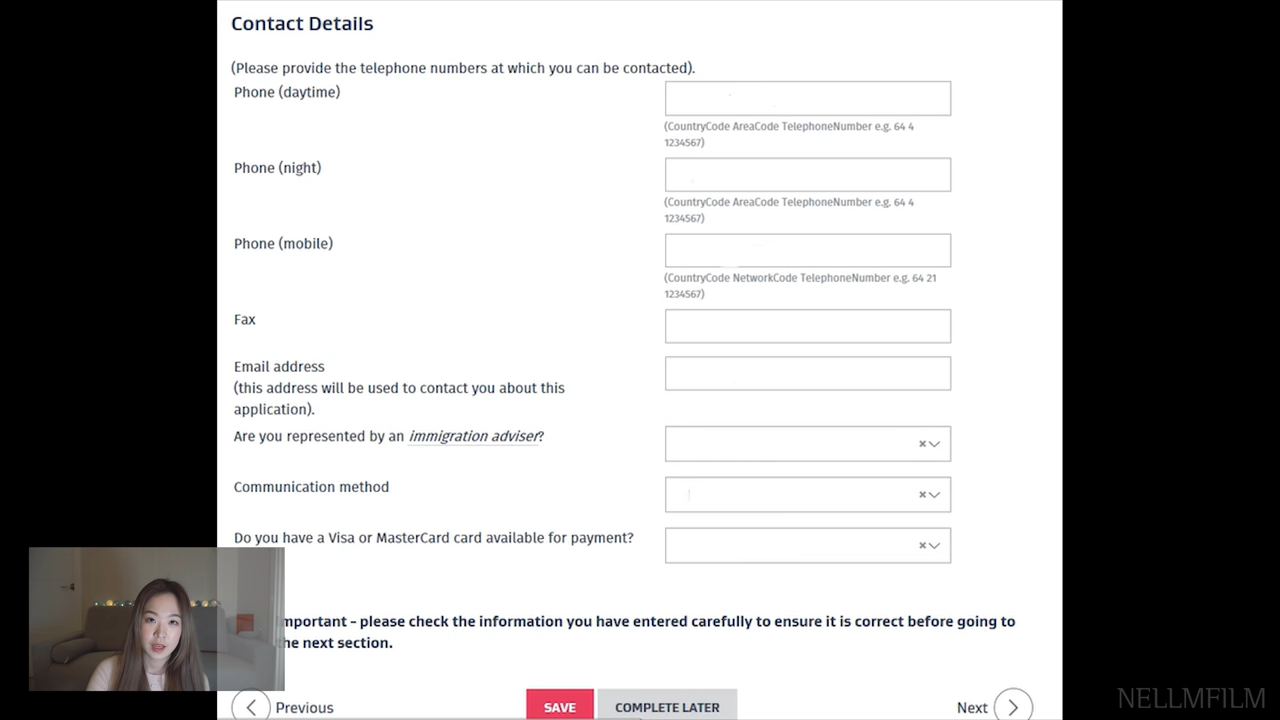 Contact Details
(Please provide the telephone numbers at which you can be contacted).
Phone (daytime)
(CountryCode AreaCode TelephoneNumber e.g. 64 4
1234567)
Phone (night)
(CountryCode AreaCode TelephoneNumber e.g. 64 4
1234567)
Phone (mobile)
(CountryCode NetworkCode TelephoneNumber e.g. 64 21
1234567)
Fax
Email address
(this address will be used to contact you about this
application).
Are you represented by an immigration adviser?
Communication method
Do you have a Visa or MasterCard card available for payment?
mportant - please check the information you have entered carefully to ensure it is correct before going to
he next section.
Previous
SAVE
COMPLETE LATER
Next
NELLMFILM